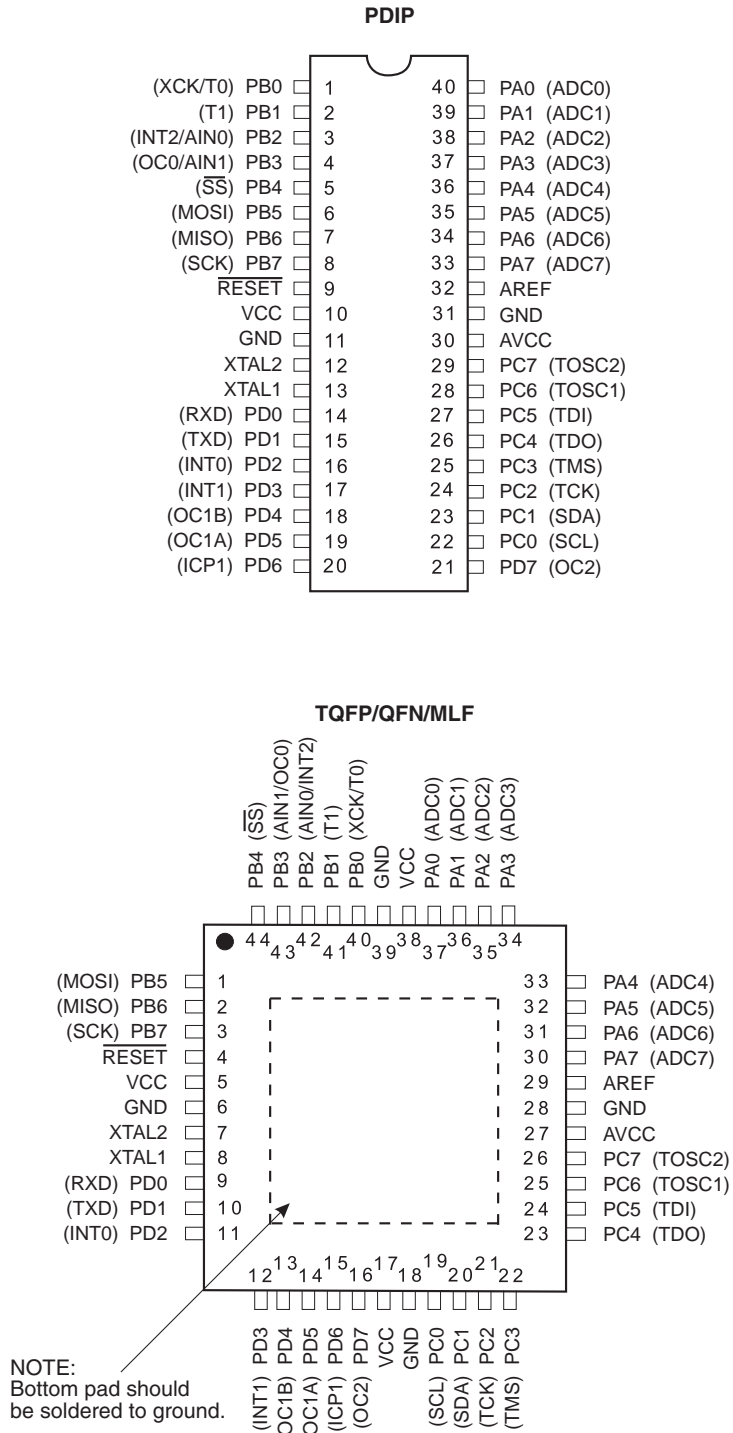 PDIP
(XCK/T0) PB0 1 40 PA0 (ADC0)
(T1) PB1 2 39 PA1 (ADC1)
(INT2/AIN0) PB2 3 38 PA2 (ADC2)
(OC0/AIN1) PB3 4 37 PA3 (ADC3)
(S̅S̅) PB4 5 36 PA4 (ADC4)
(MOSI) PB5 6 35 PA5 (ADC5)
(MISO) PB6 7 34 PA6 (ADC6)
(SCK) PB7 8 33 PA7 (ADC7)
R̅E̅S̅E̅T̅ 9 32 AREF
VCC 10 31 GND
GND 11 30 AVCC
XTAL2 12 29 PC7 (TOSC2)
XTAL1 13 28 PC6 (TOSC1)
(RXD) PD0 14 27 PC5 (TDI)
(TXD) PD1 15 26 PC4 (TDO)
(INT0) PD2 16 25 PC3 (TMS)
(INT1) PD3 17 24 PC2 (TCK)
(OC1B) PD4 18 23 PC1 (SDA)
(OC1A) PD5 19 22 PC0 (SCL)
(ICP1) PD6 20 21 PD7 (OC2)
TQFP/QFN/MLF
PB4 (S̅S̅)
PB3 (AIN1/OC0)
PB2 (AIN0/INT2)
PB1 (T1)
PB0 (XCK/T0)
GND
VCC
PA0 (ADC0)
PA1 (ADC1)
PA2 (ADC2)
PA3 (ADC3)
44 43 42 41 40 39 38 37 36 35 34
(MOSI) PB5 1 33 PA4 (ADC4)
(MISO) PB6 2 32 PA5 (ADC5)
(SCK) PB7 3 31 PA6 (ADC6)
R̅E̅S̅E̅T̅ 4 30 PA7 (ADC7)
VCC 5 29 AREF
GND 6 28 GND
XTAL2 7 27 AVCC
XTAL1 8 26 PC7 (TOSC2)
(RXD) PD0 9 25 PC6 (TOSC1)
(TXD) PD1 10 24 PC5 (TDI)
(INT0) PD2 11 23 PC4 (TDO)
12 13 14 15 16 17 18 19 20 21 22
(INT1) PD3
OC1B) PD4
OC1A) PD5
(ICP1) PD6
(OC2) PD7
VCC
GND
(SCL) PC0
(SDA) PC1
(TCK) PC2
(TMS) PC3
NOTE:
Bottom pad should
be soldered to ground.